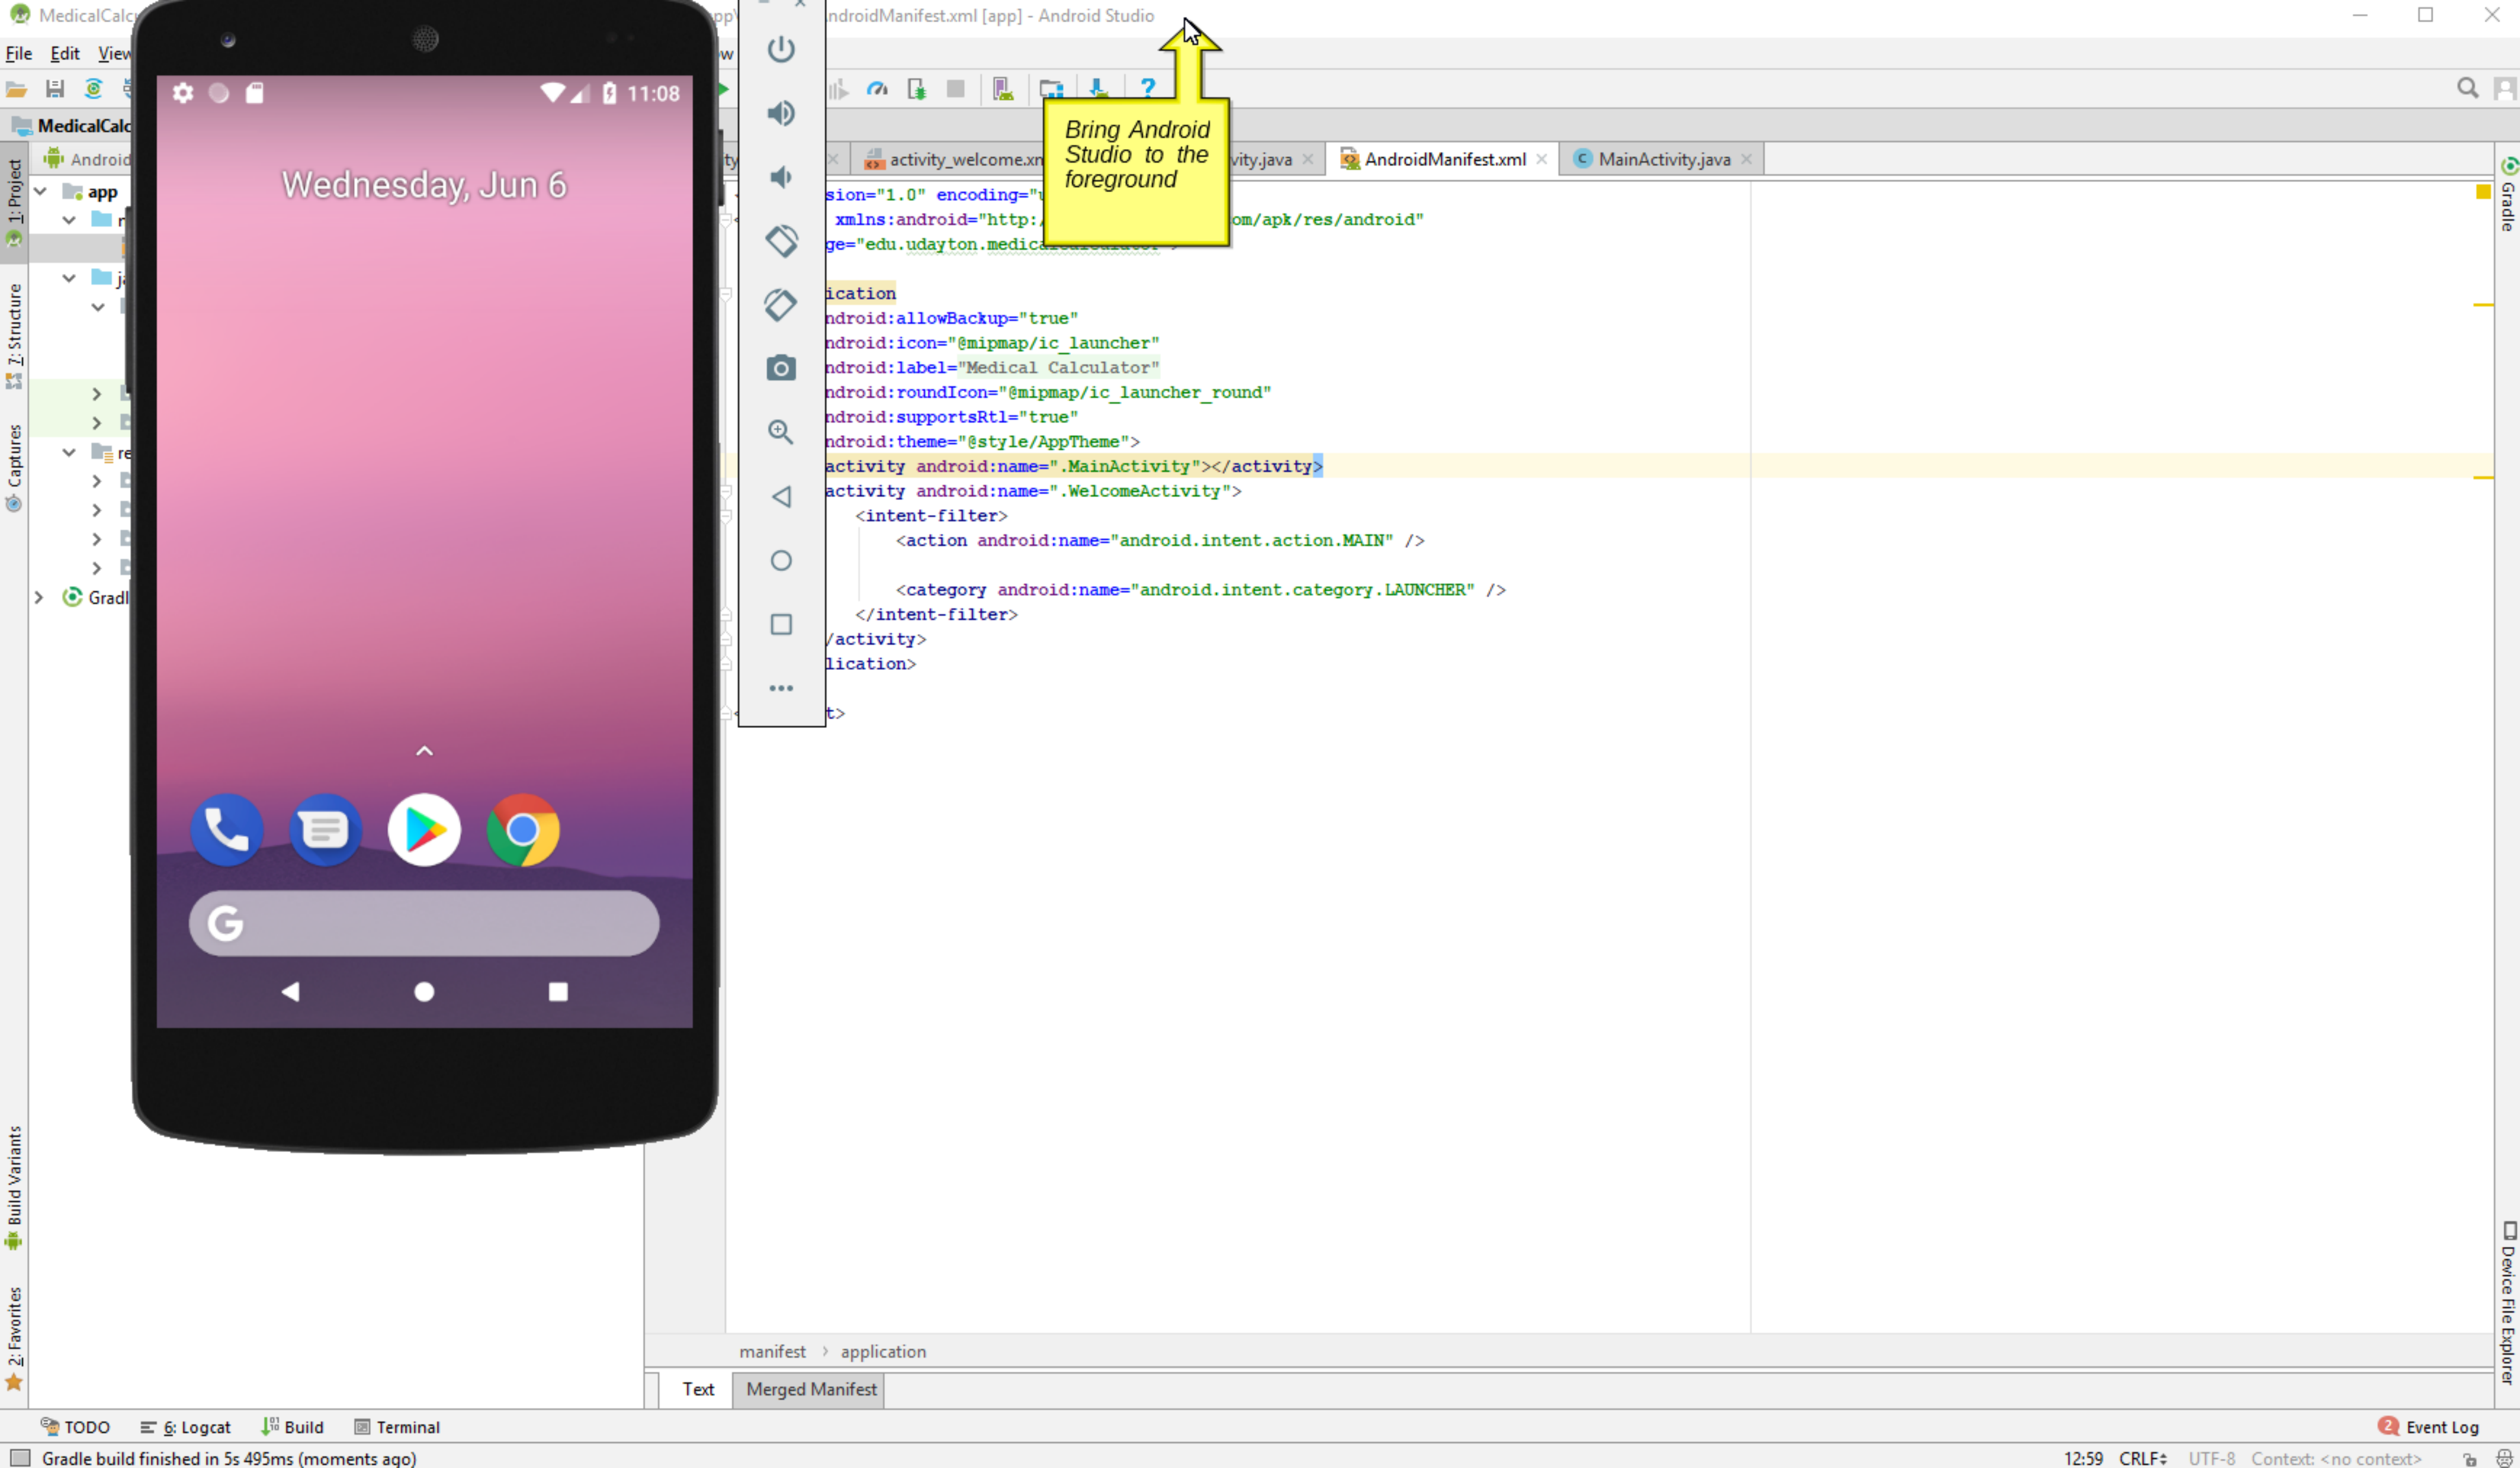 MedicalCalc
ndroidManifest.xml [app] - Android Studio
File Edit View
?
MedicalCalc
Android
activity_welcome.xm
vity.java
AndroidManifest.xml
MainActivity.java
1: Project
7: Structure
Captures
Build Variants
2: Favorites
app
re
Gradl
11:08
Wednesday, Jun 6
G
Bring Android
Studio to the
foreground
sion="1.0" encoding="u
xmlns:android="http:/ om/apk/res/android"
ge="edu.udayton.medicalcalculator">
ication
ndroid:allowBackup="true"
ndroid:icon="@mipmap/ic_launcher"
ndroid:label="Medical Calculator"
ndroid:roundIcon="@mipmap/ic_launcher_round"
ndroid:supportsRtl="true"
ndroid:theme="@style/AppTheme">
activity android:name=".MainActivity"></activity>
activity android:name=".WelcomeActivity">
<intent-filter>
<action android:name="android.intent.action.MAIN" />
<category android:name="android.intent.category.LAUNCHER" />
</intent-filter>
/activity>
lication>
t>
Gradle
Device File Explorer
manifest › application
Text Merged Manifest
TODO 6: Logcat Build Terminal
2 Event Log
Gradle build finished in 5s 495ms (moments ago)
12:59 CRLF UTF-8 Context: <no context>